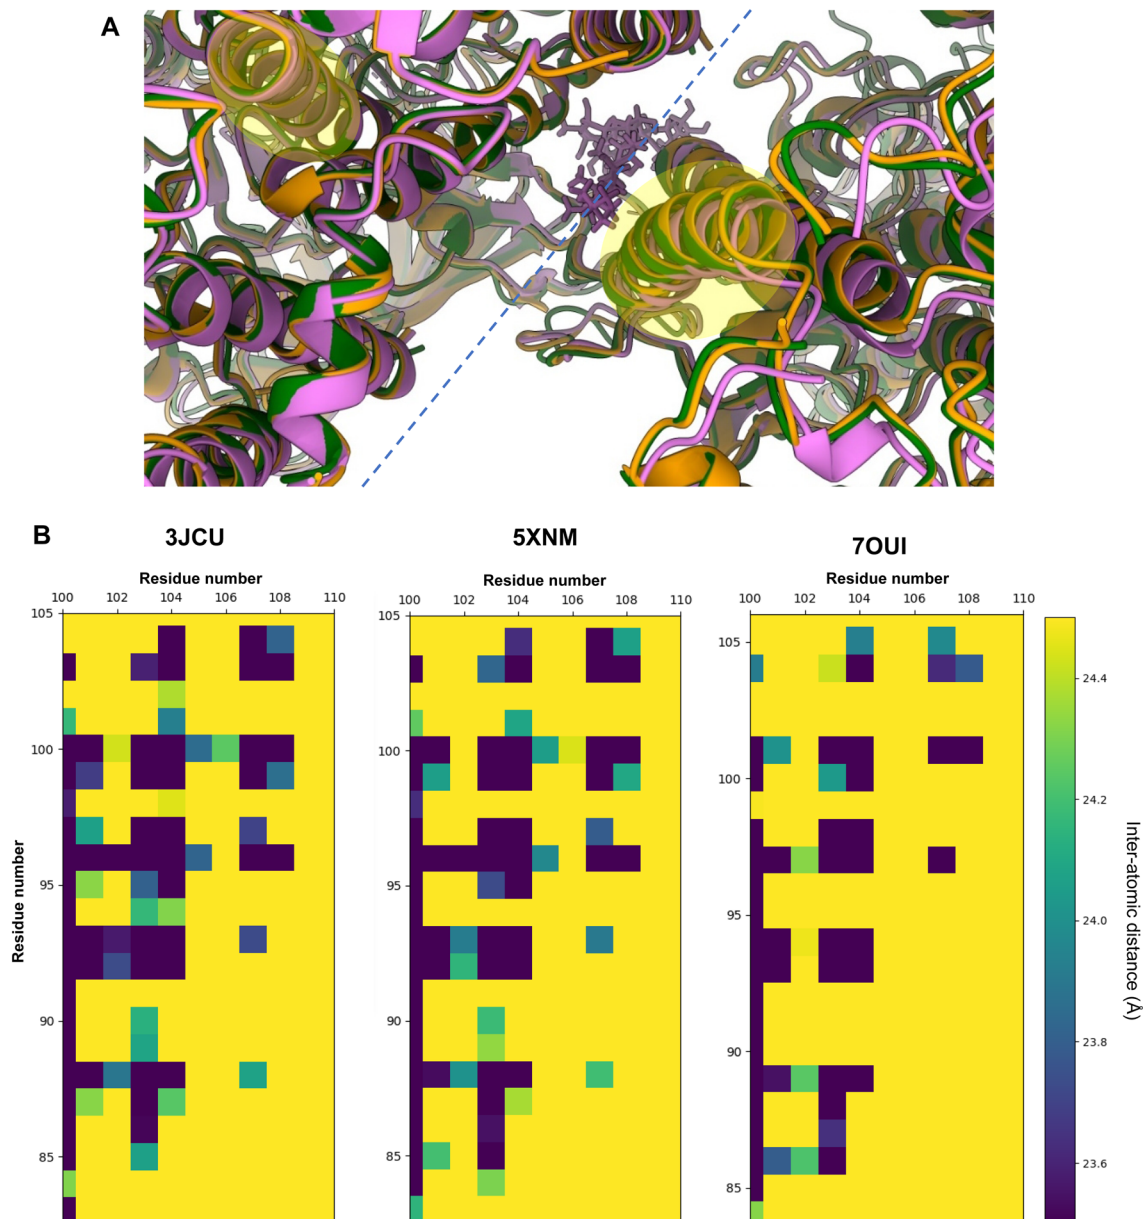 A
B
3JCU
5XNM
7OUI
Residue number
Residue number
Residue number
100 102 104 106 108 110
100 102 104 106 108 110
100 102 104 106 108 110
Residue number
105
100
95
90
85
105
100
95
90
85
105
100
95
90
85
24.4
24.2
24.0
23.8
23.6
Inter-atomic distance (Å)